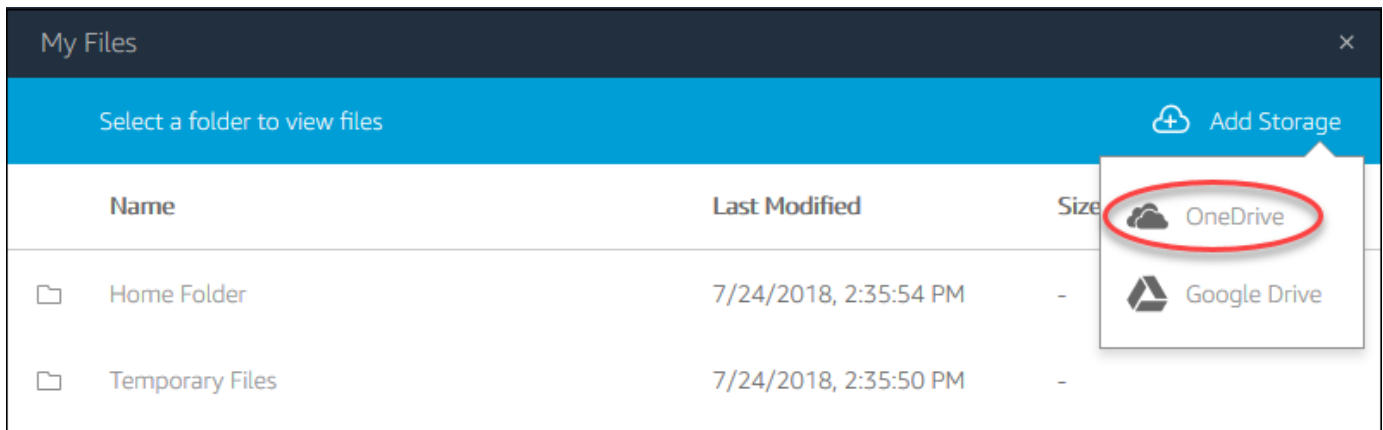 My Files ×
Select a folder to view files Add Storage
Name Last Modified Size
OneDrive
Home Folder 7/24/2018, 2:35:54 PM -
Google Drive
Temporary Files 7/24/2018, 2:35:50 PM -